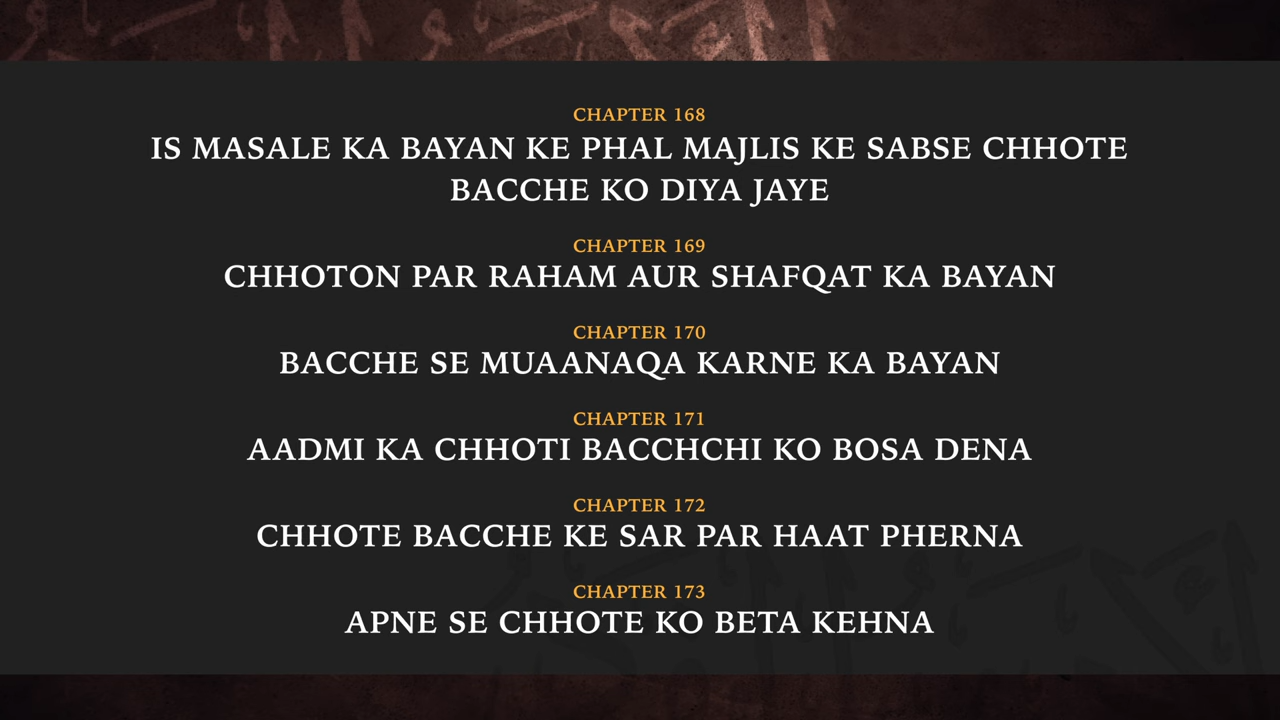 CHAPTER 168
IS MASALE KA BAYAN KE PHAL MAJLIS KE SABSE CHHOTE
BACCHE KO DIYA JAYE
CHAPTER 169
CHHOTON PAR RAHAM AUR SHAFQAT KA BAYAN
CHAPTER 170
BACCHE SE MUAANAQA KARNE KA BAYAN
CHAPTER 171
AADMI KA CHHOTI BACCHCHI KO BOSA DENA
CHAPTER 172
CHHOTE BACCHE KE SAR PAR HAAT PHERNA
CHAPTER 173
APNE SE CHHOTE KO BETA KEHNA